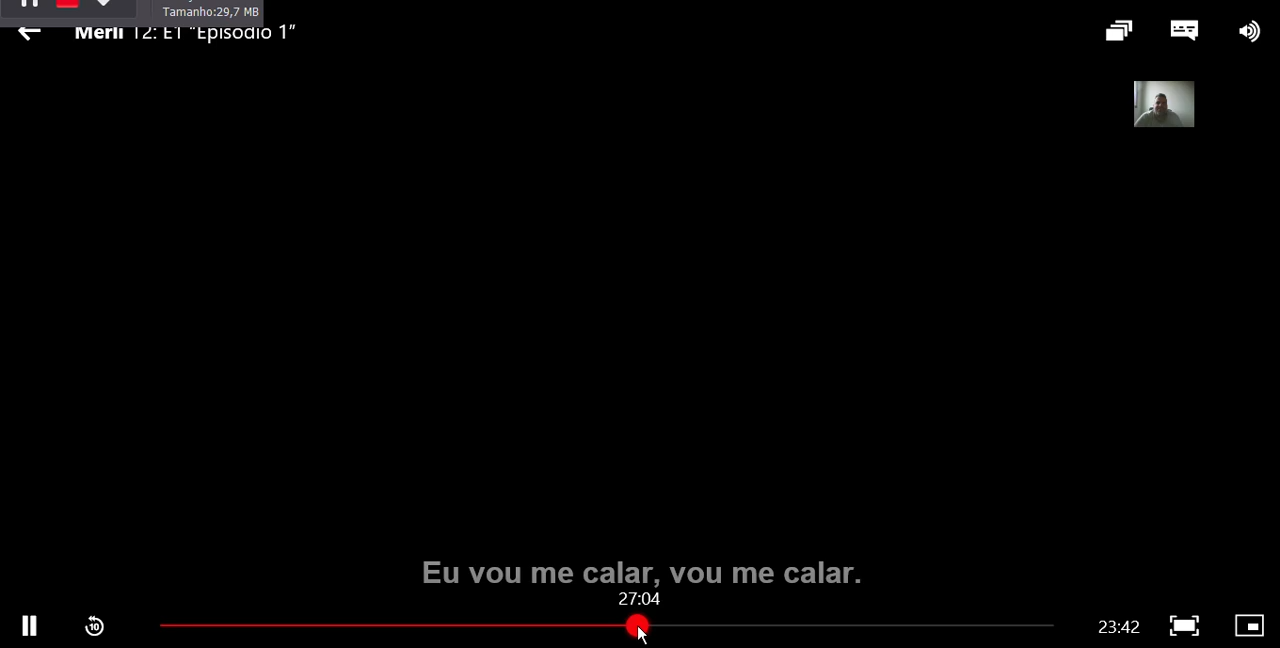 Tamanho:29,7 MB
Merlí T2: E1 "Episódio 1"
Eu vou me calar, vou me calar.
27:04
10
23:42